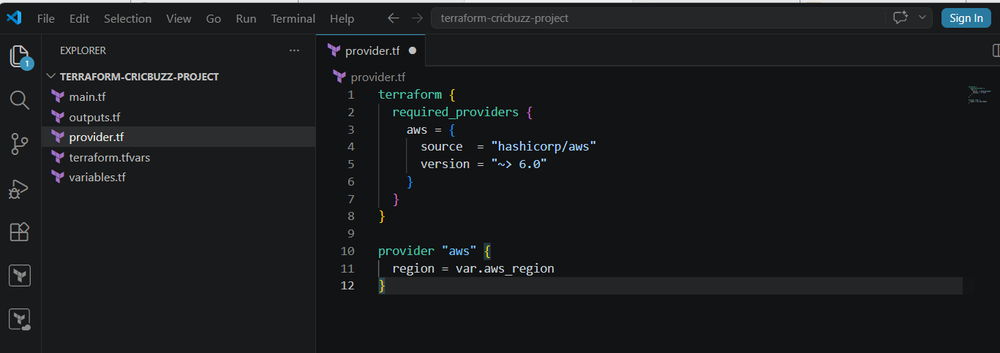 File Edit Selection View Go Run Terminal Help
terraform-cricbuzz-project
Sign In
1
EXPLORER
TERRAFORM-CRICBUZZ-PROJECT
main.tf
outputs.tf
provider.tf
terraform.tfvars
variables.tf
provider.tf
provider.tf
1 terraform {
2   required_providers {
3     aws = {
4       source  = "hashicorp/aws"
5       version = "~> 6.0"
6     }
7   }
8 }
9
10 provider "aws" {
11   region = var.aws_region
12 }